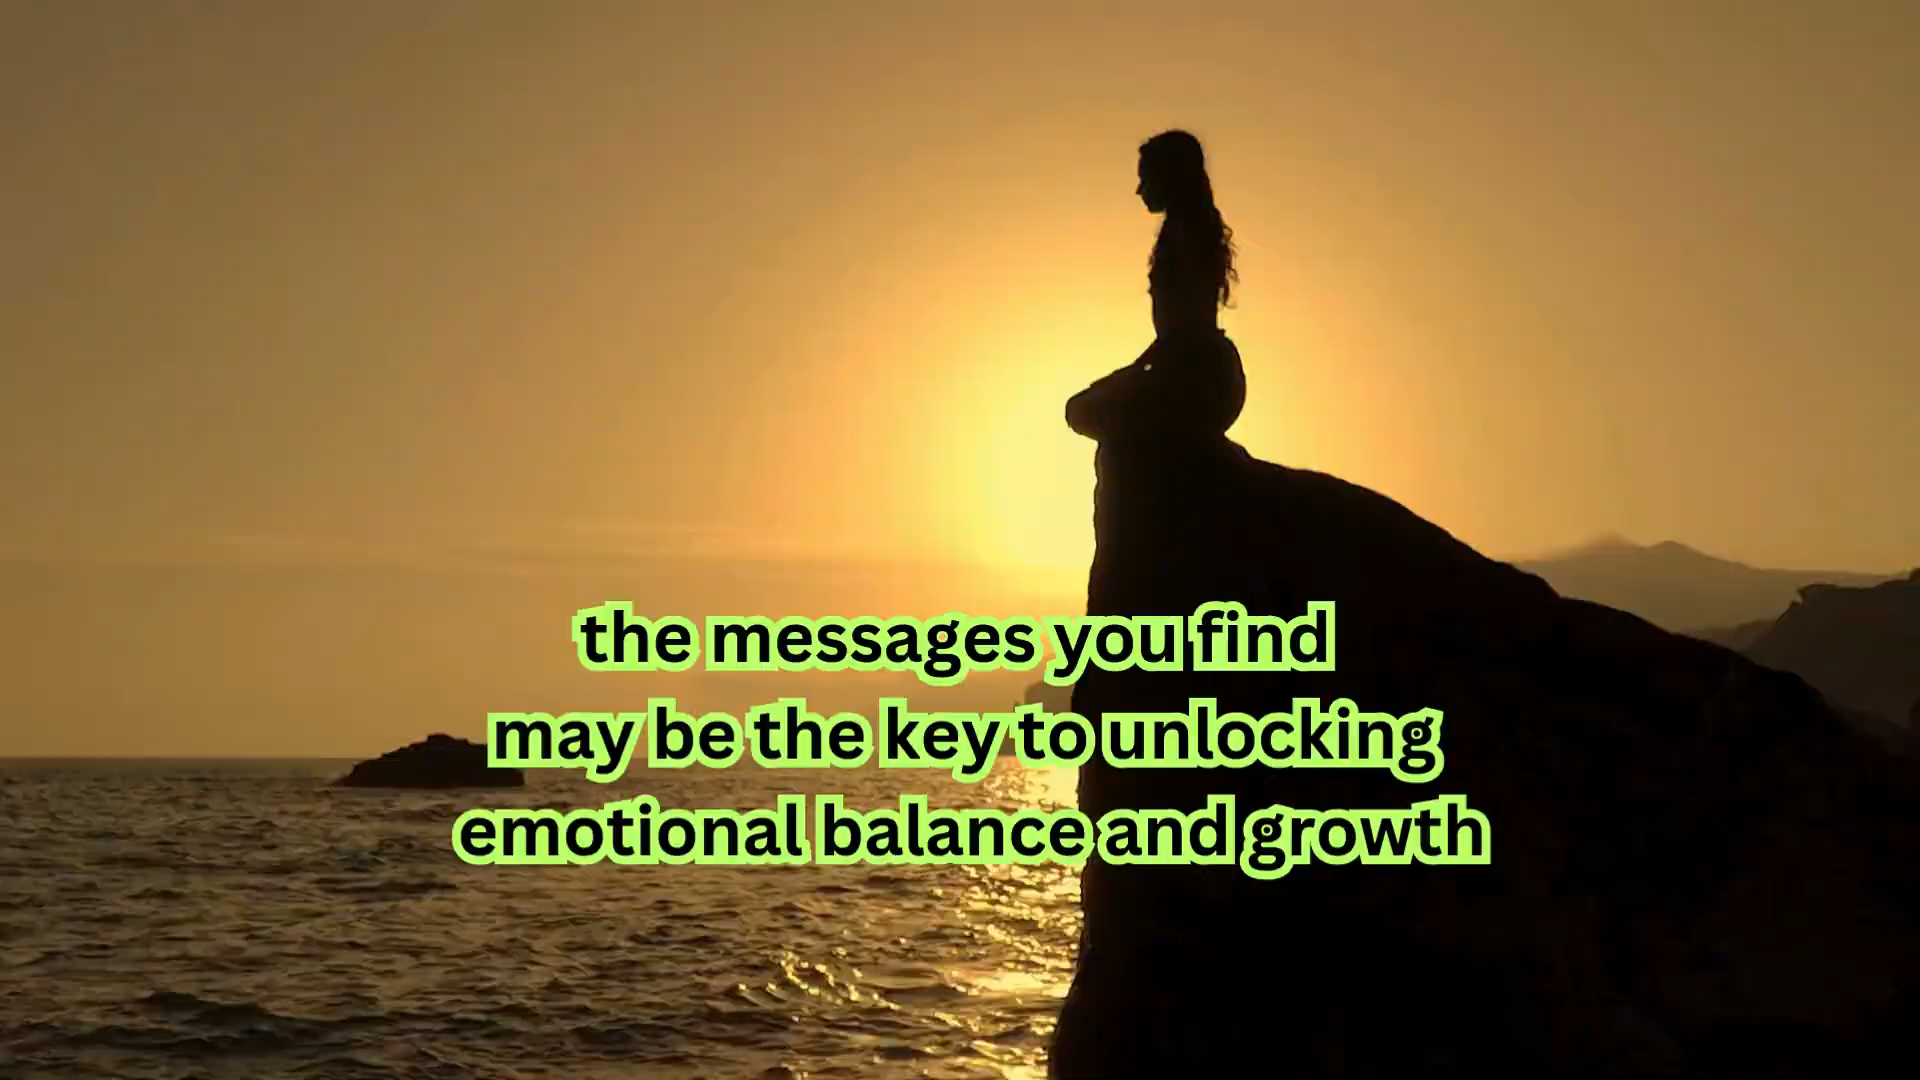 the messages you find
may be the key to unlocking
emotional balance and growth